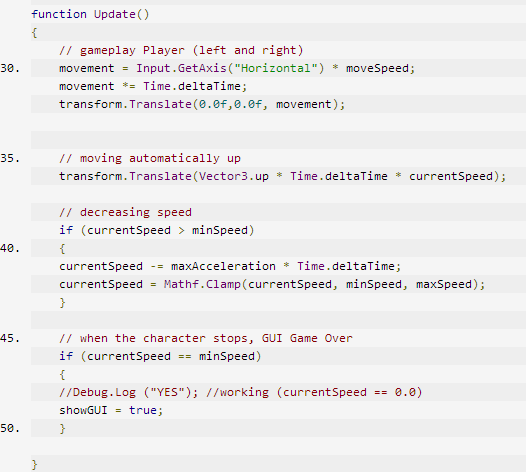 function Update()
{
// gameplay Player (left and right)
30. movement = Input.GetAxis("Horizontal") * moveSpeed;
movement *= Time.deltaTime;
transform.Translate(0.0f,0.0f, movement);
35. // moving automatically up
transform.Translate(Vector3.up * Time.deltaTime * currentSpeed);
// decreasing speed
if (currentSpeed > minSpeed)
40. {
currentSpeed -= maxAcceleration * Time.deltaTime;
currentSpeed = Mathf.Clamp(currentSpeed, minSpeed, maxSpeed);
}
45. // when the character stops, GUI Game Over
if (currentSpeed == minSpeed)
{
//Debug.Log ("YES"); //working (currentSpeed == 0.0)
showGUI = true;
50. }
}